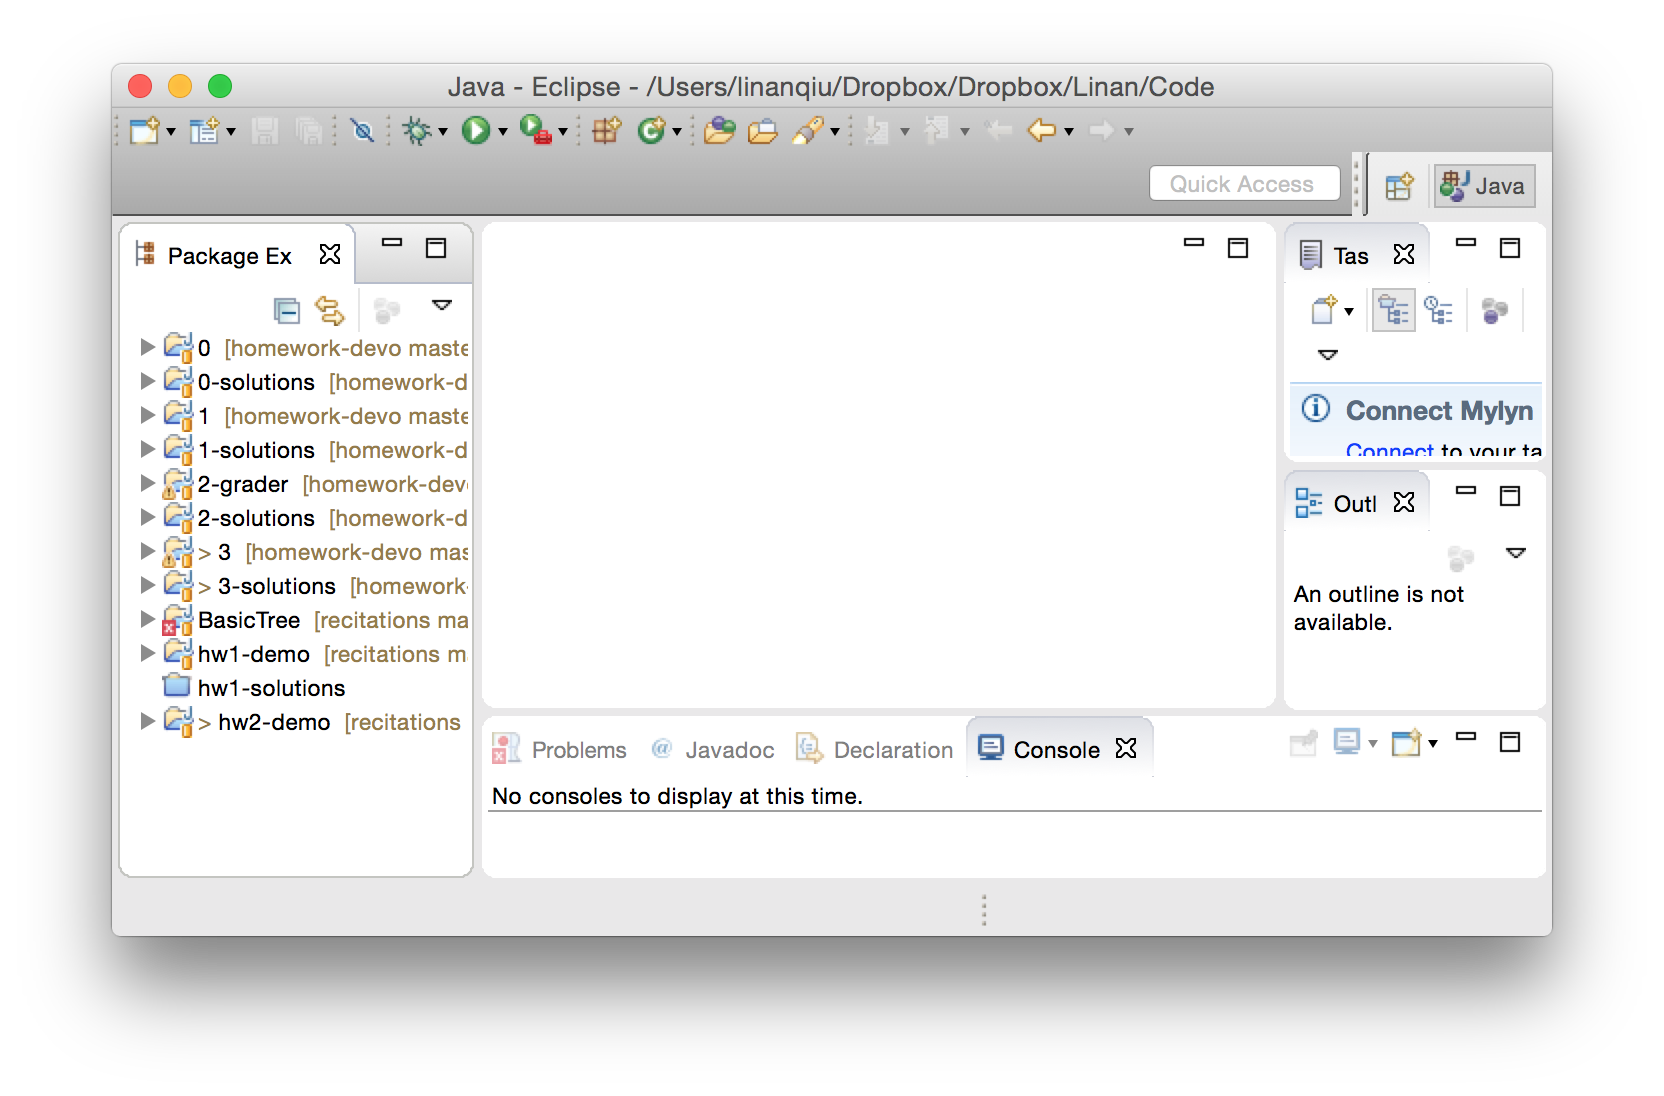 Java - Eclipse - /Users/linanqiu/Dropbox/Dropbox/Linan/Code
Quick Access
Java
Package Ex
0 [homework-devo maste
0-solutions [homework-d
1 [homework-devo maste
1-solutions [homework-d
2-grader [homework-dev
2-solutions [homework-d
> 3 [homework-devo mas
> 3-solutions [homework-
BasicTree [recitations ma
hw1-demo [recitations m
hw1-solutions
> hw2-demo [recitations
Tas
Connect Mylyn
Connect to your ta
Outl
An outline is not
available.
Problems @ Javadoc Declaration Console
No consoles to display at this time.